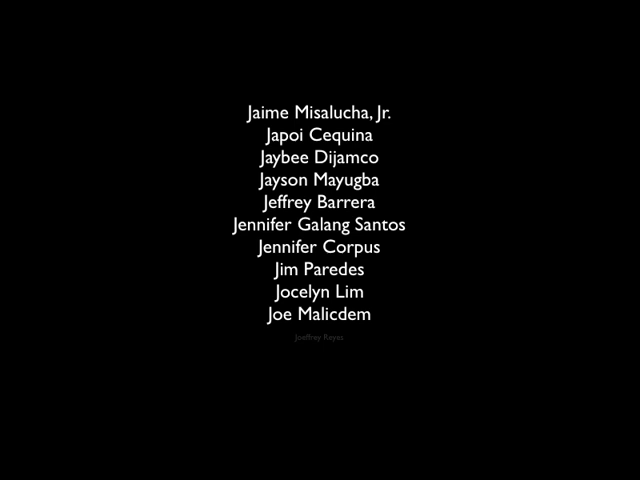 Jaime Misalucha, Jr.
Japoi Cequina
Jaybee Dijamco
Jayson Mayugba
Jeffrey Barrera
Jennifer Galang Santos
Jennifer Corpus
Jim Paredes
Jocelyn Lim
Joe Malicdem
Joeffrey Reyes